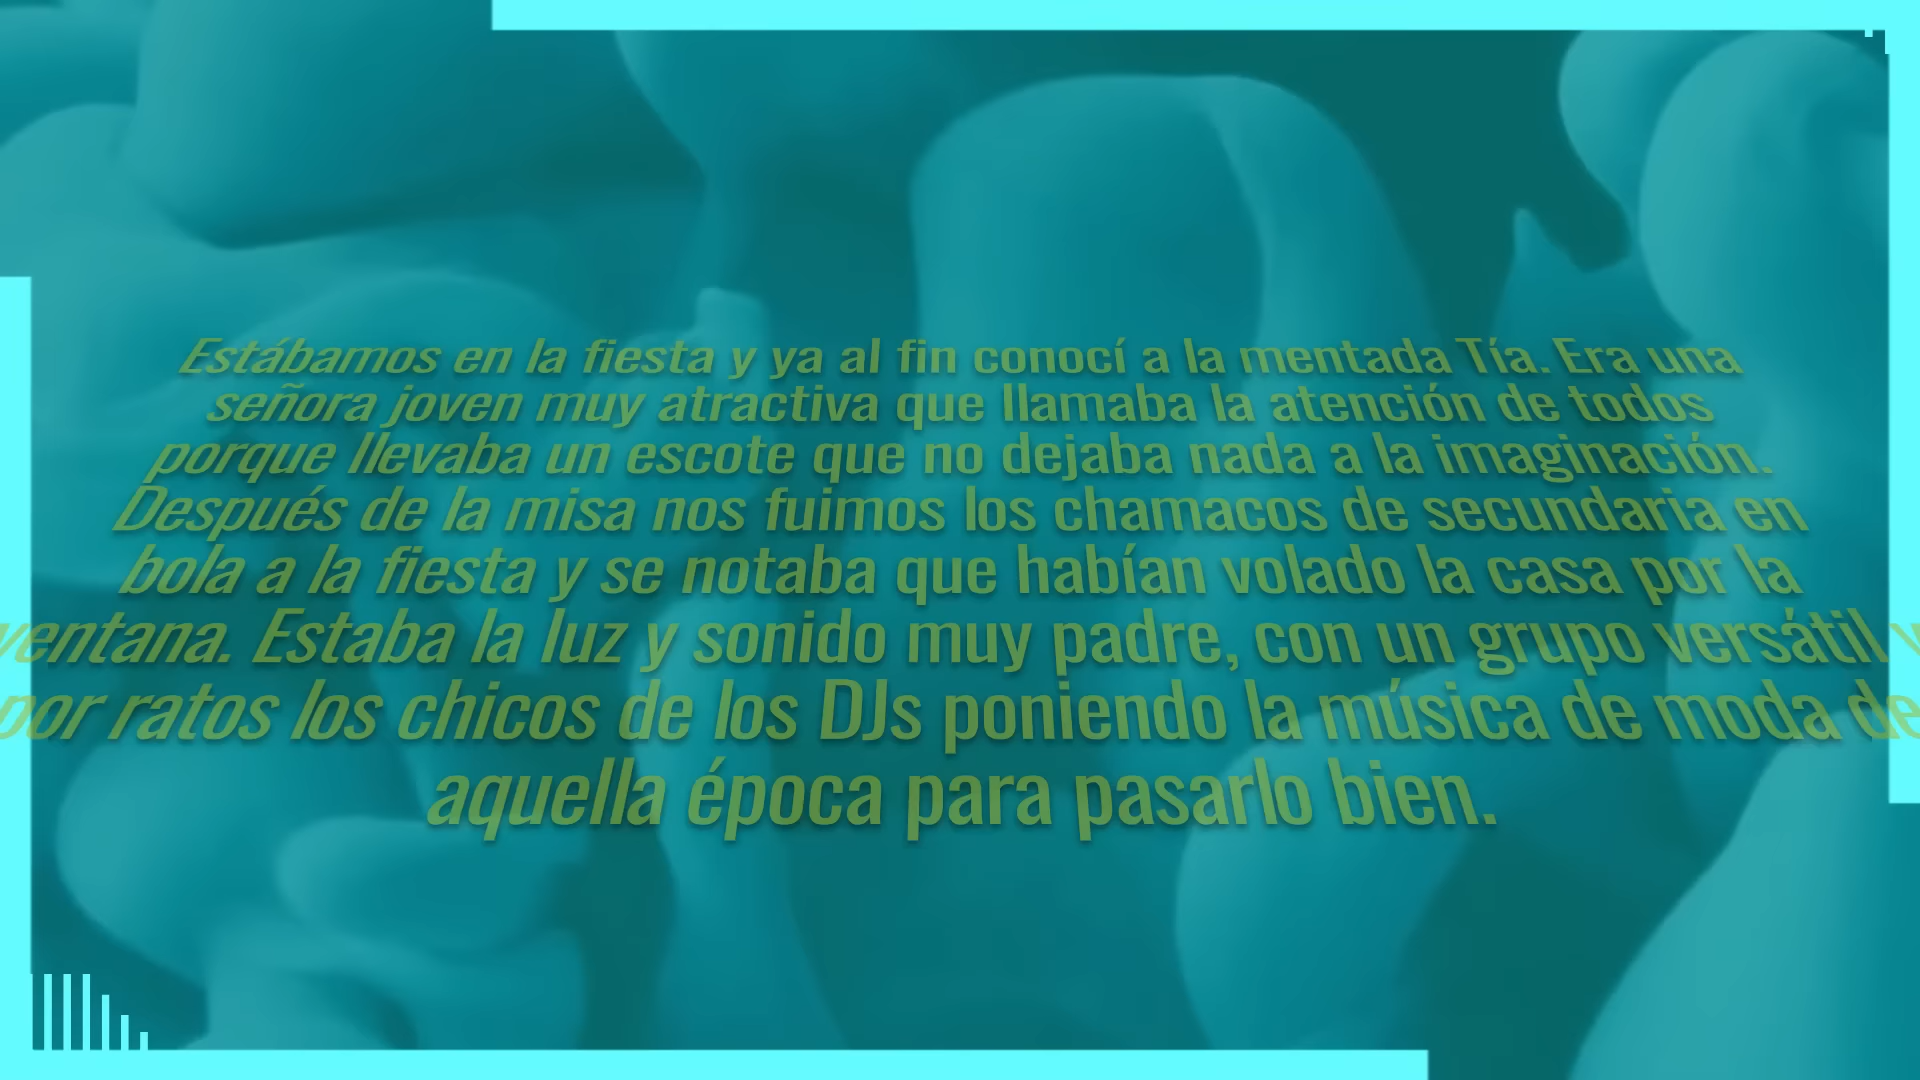 Estábamos en la fiesta y ya al fin conocí a la mentada Tía. Era una
señora joven muy atractiva que llamaba la atención de todos
porque llevaba un escote que no dejaba nada a la imaginación.
Después de la misa nos fuimos los chamacos de secundaria en
bola a la fiesta y se notaba que habían volado la casa por la
ventana. Estaba la luz y sonido muy padre, con un grupo versátil y
por ratos los chicos de los DJs poniendo la música de moda de
aquella época para pasarlo bien.